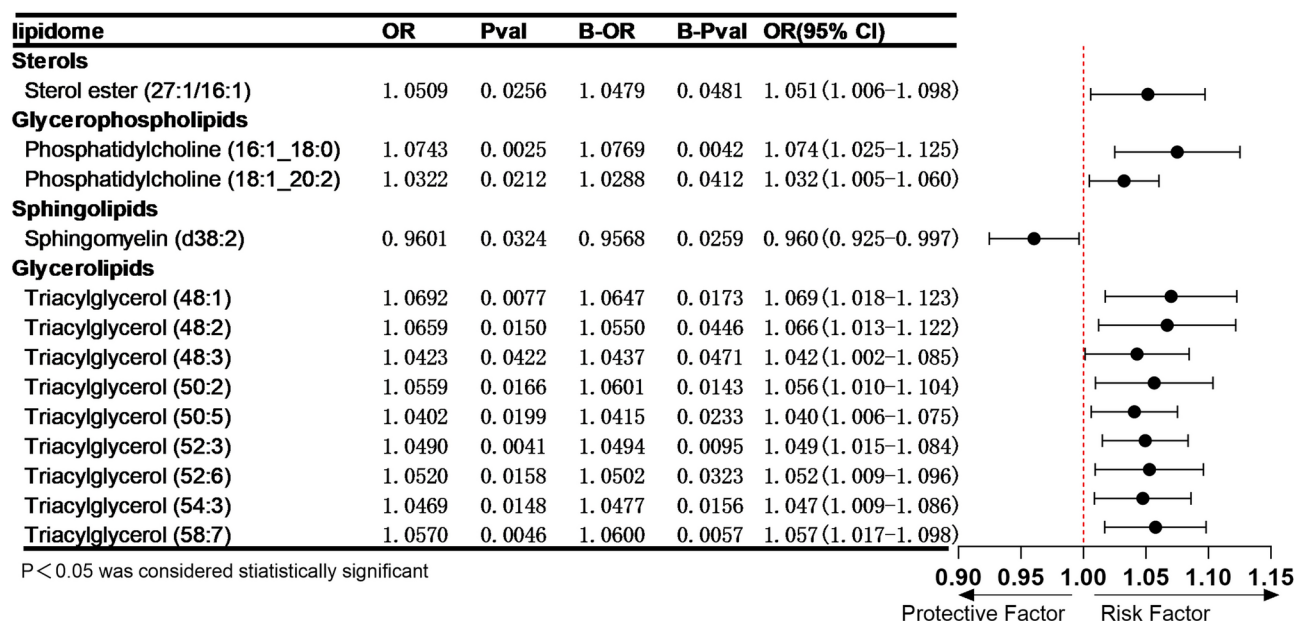 lipidome OR Pval B-OR B-Pval OR(95% CI)
Sterols
Sterol ester (27:1/16:1) 1.0509 0.0256 1.0479 0.0481 1.051(1.006-1.098)
Glycerophospholipids
Phosphatidylcholine (16:1_18:0) 1.0743 0.0025 1.0769 0.0042 1.074(1.025-1.125)
Phosphatidylcholine (18:1_20:2) 1.0322 0.0212 1.0288 0.0412 1.032(1.005-1.060)
Sphingolipids
Sphingomyelin (d38:2) 0.9601 0.0324 0.9568 0.0259 0.960(0.925-0.997)
Glycerolipids
Triacylglycerol (48:1) 1.0692 0.0077 1.0647 0.0173 1.069(1.018-1.123)
Triacylglycerol (48:2) 1.0659 0.0150 1.0550 0.0446 1.066(1.013-1.122)
Triacylglycerol (48:3) 1.0423 0.0422 1.0437 0.0471 1.042(1.002-1.085)
Triacylglycerol (50:2) 1.0559 0.0166 1.0601 0.0143 1.056(1.010-1.104)
Triacylglycerol (50:5) 1.0402 0.0199 1.0415 0.0233 1.040(1.006-1.075)
Triacylglycerol (52:3) 1.0490 0.0041 1.0494 0.0095 1.049(1.015-1.084)
Triacylglycerol (52:6) 1.0520 0.0158 1.0502 0.0323 1.052(1.009-1.096)
Triacylglycerol (54:3) 1.0469 0.0148 1.0477 0.0156 1.047(1.009-1.086)
Triacylglycerol (58:7) 1.0570 0.0046 1.0600 0.0057 1.057(1.017-1.098)
P＜0.05 was considered stiatistically significant
0.90 0.95 1.00 1.05 1.10 1.15
Protective Factor Risk Factor